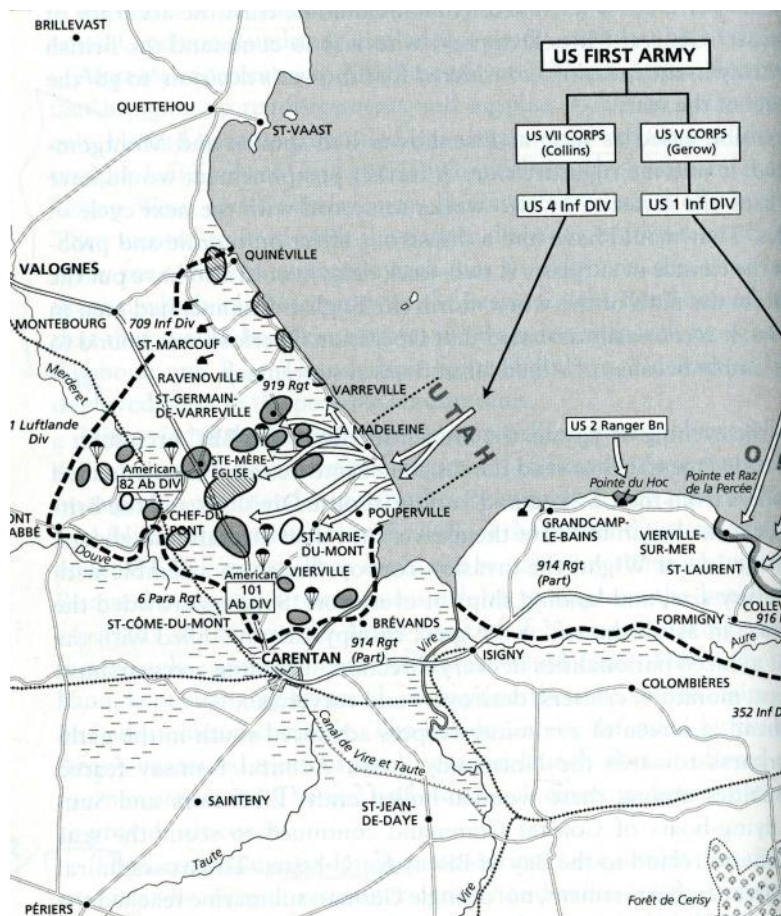 BRILLEVAST
US FIRST ARMY
QUETTEHOU
ST-VAAST
US VII CORPS
(Collins)
US V CORPS
(Gerow)
US 4 Inf DIV
US 1 Inf DIV
QUINÉVILLE
VALOGNES
MONTEBOURG
709 Inf Div
ST-MARCOUF
Merderet
RAVENOVILLE
919 Rgt
VARREVILLE
ST-GERMAIN-
DE-VARREVILLE
UTAH
LA MADELEINE
1 Luftlande
Div
American
82 Ab DIV
STE-MÈRE-
EGLISE
US 2 Ranger Bn
Pointe du Hoc
Pointe et Raz
de la Percée
O
CHEF-DU-
PONT
POUPERVILLE
GRANDCAMP-
LE-BAINS
ONT
ABBÉ
Douve
ST-MARIE-
DU-MONT
VIERVILLE-
SUR-MER
ST-LAURENT
914 Rgt
(Part)
VIERVILLE
American
101
Ab DIV
6 Para Rgt
ST-CÔME-DU-MONT
BRÉVANDS
914 Rgt
(Part)
Vire
FORMIGNY
COLLEV
916
Aure
CARENTAN
ISIGNY
COLOMBIÈRES
2 Inf
Canal de Vire et Taute
SAINTENY
ST-JEAN-
DE-DAYE
Taute
Vire
PÉRIERS
Forêt de Cerisy